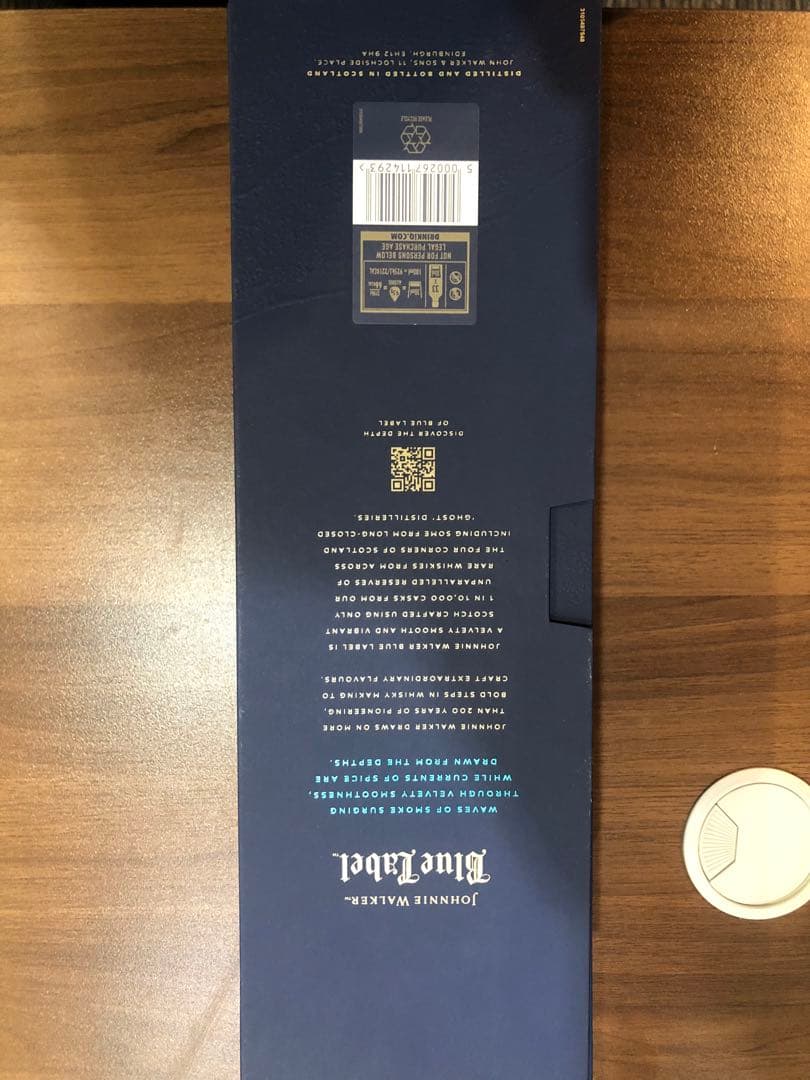 JOHNNIE WALKER™
Blue Label™
WAVES OF SMOKE SURGING
THROUGH VELVETY SMOOTHNESS,
WHILE CURRENTS OF SPICE ARE
DRAWN FROM THE DEPTHS.
JOHNNIE WALKER DRAWS ON MORE
THAN 200 YEARS OF PIONEERING,
BOLD STEPS IN WHISKY MAKING TO
CRAFT EXTRAORDINARY FLAVOURS.
JOHNNIE WALKER BLUE LABEL IS
A VELVETY SMOOTH AND VIBRANT
SCOTCH CRAFTED USING ONLY
1 IN 10,000 CASKS FROM OUR
UNPARALLELED RESERVES OF
RARE WHISKIES FROM ACROSS
THE FOUR CORNERS OF SCOTLAND
INCLUDING SOME FROM LONG-CLOSED
'GHOST' DISTILLERIES.
DISCOVER THE DEPTH
OF BLUE LABEL
100ml = 925kJ/221KCAL
NOT FOR PERSONS BELOW
LEGAL PURCHASE AGE
DRINKIQ.COM
5 000267 114293 >
PLEASE RECYCLE
DISTILLED AND BOTTLED IN SCOTLAND
JOHN WALKER & SONS, 11 LOCHSIDE PLACE,
EDINBURGH, EH12 9HA